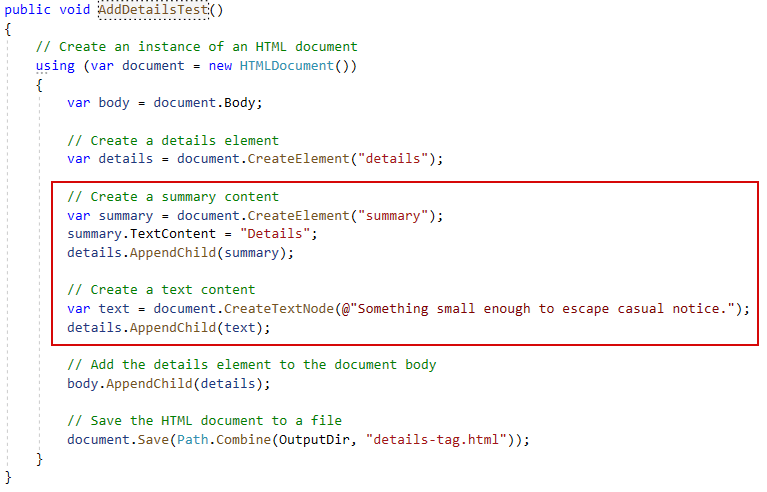 public void AddDetailsTest()
{
    // Create an instance of an HTML document
    using (var document = new HTMLDocument())
    {
        var body = document.Body;

        // Create a details element
        var details = document.CreateElement("details");

        // Create a summary content
        var summary = document.CreateElement("summary");
        summary.TextContent = "Details";
        details.AppendChild(summary);

        // Create a text content
        var text = document.CreateTextNode(@"Something small enough to escape casual notice.");
        details.AppendChild(text);

        // Add the details element to the document body
        body.AppendChild(details);

        // Save the HTML document to a file
        document.Save(Path.Combine(OutputDir, "details-tag.html"));
    }
}